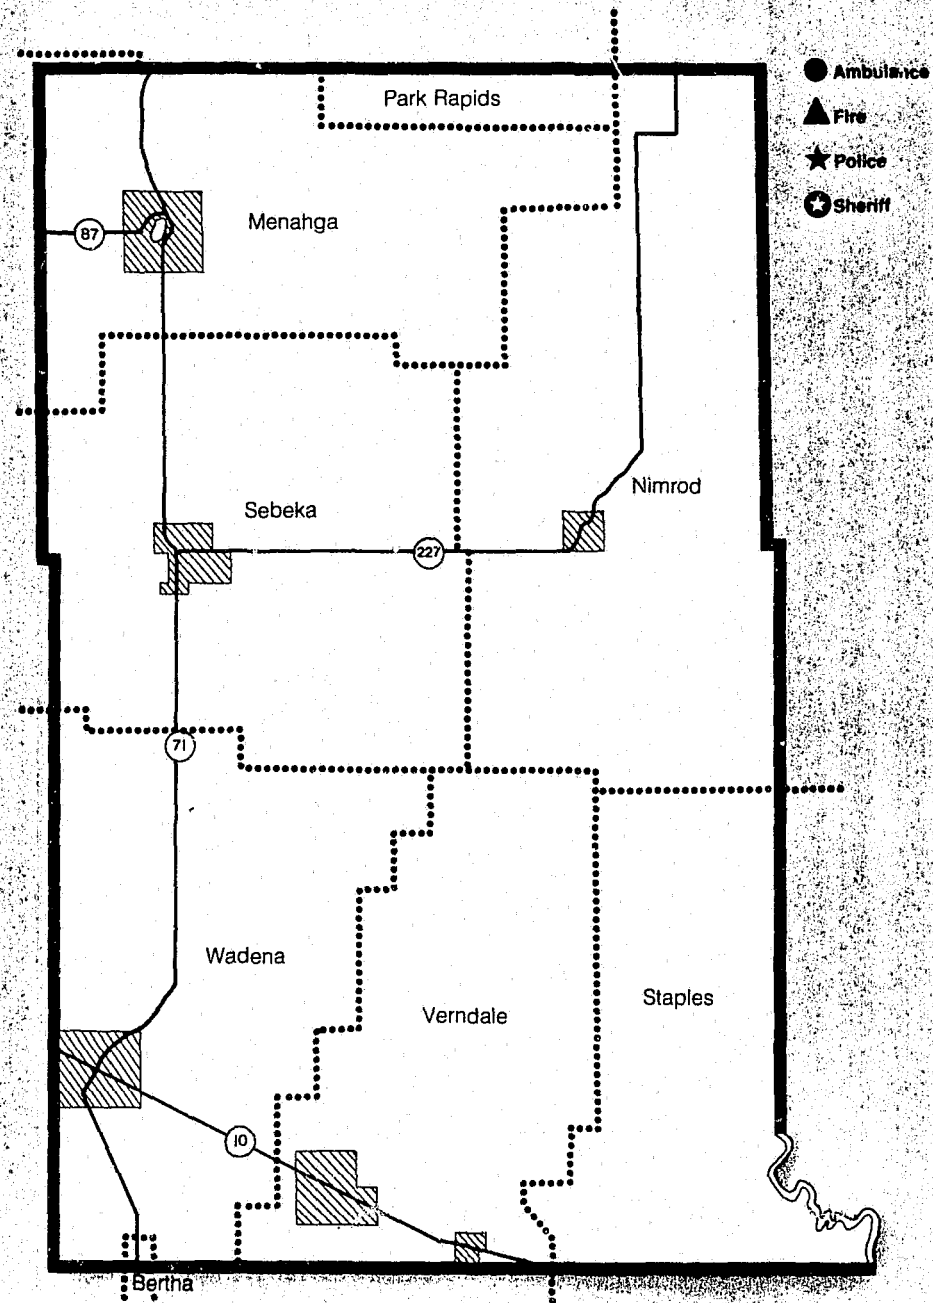 Park Rapids
Ambulance
Fire
Police
Sheriff
Menahga
87
Nimrod
Sebeka
227
71
Wadena
Staples
Verndale
10
Bertha